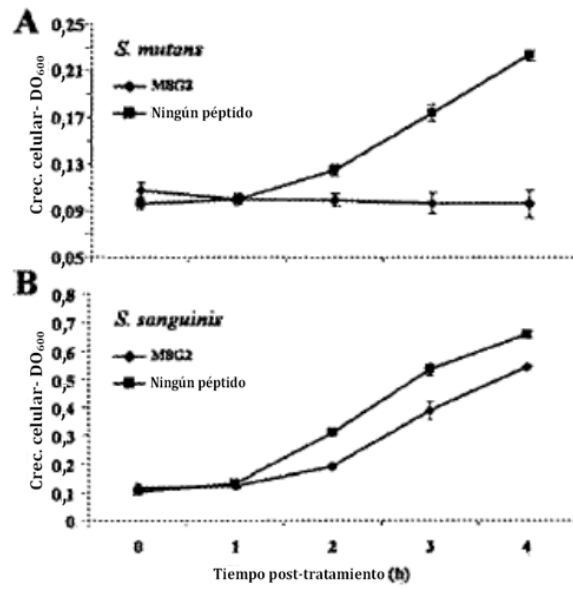 A
S. mutans
M8G2
Ningún péptido
Crec. celular- DO600
0,25
0,21
0,17
0,13
0,09
0,05
B
S. sanguinis
M8G2
Ningún péptido
Crec. celular- DO600
0,8
0,7
0,6
0,5
0,4
0,3
0,2
0,1
0
0 1 2 3 4
Tiempo post-tratamiento (h)